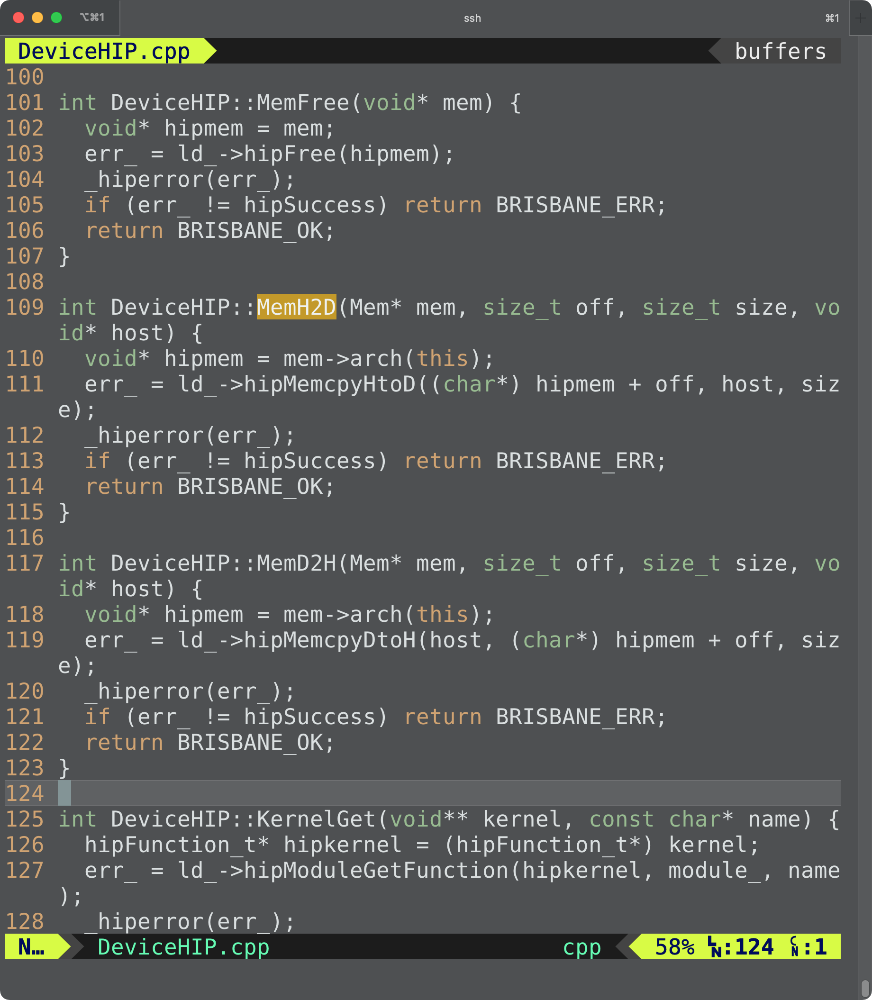 ⌥⌘1 ssh ⌘1 +
DeviceHIP.cpp buffers
100
101 int DeviceHIP::MemFree(void* mem) {
102   void* hipmem = mem;
103   err_ = ld_->hipFree(hipmem);
104   _hiperror(err_);
105   if (err_ != hipSuccess) return BRISBANE_ERR;
106   return BRISBANE_OK;
107 }
108
109 int DeviceHIP::MemH2D(Mem* mem, size_t off, size_t size, vo
id* host) {
110   void* hipmem = mem->arch(this);
111   err_ = ld_->hipMemcpyHtoD((char*) hipmem + off, host, siz
e);
112   _hiperror(err_);
113   if (err_ != hipSuccess) return BRISBANE_ERR;
114   return BRISBANE_OK;
115 }
116
117 int DeviceHIP::MemD2H(Mem* mem, size_t off, size_t size, vo
id* host) {
118   void* hipmem = mem->arch(this);
119   err_ = ld_->hipMemcpyDtoH(host, (char*) hipmem + off, siz
e);
120   _hiperror(err_);
121   if (err_ != hipSuccess) return BRISBANE_ERR;
122   return BRISBANE_OK;
123 }
124
125 int DeviceHIP::KernelGet(void** kernel, const char* name) {
126   hipFunction_t* hipkernel = (hipFunction_t*) kernel;
127   err_ = ld_->hipModuleGetFunction(hipkernel, module_, name
);
128   _hiperror(err_);
N… DeviceHIP.cpp cpp 58% LN:124 CN:1